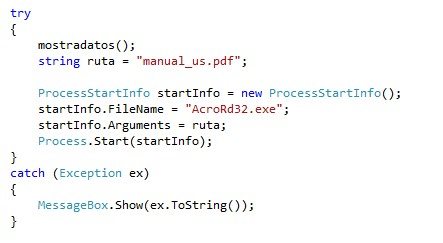 try
{
    mostradatos();
    string ruta = "manual_us.pdf";

    ProcessStartInfo startInfo = new ProcessStartInfo();
    startInfo.FileName = "AcroRd32.exe";
    startInfo.Arguments = ruta;
    Process.Start(startInfo);
}
catch (Exception ex)
{
    MessageBox.Show(ex.ToString());
}